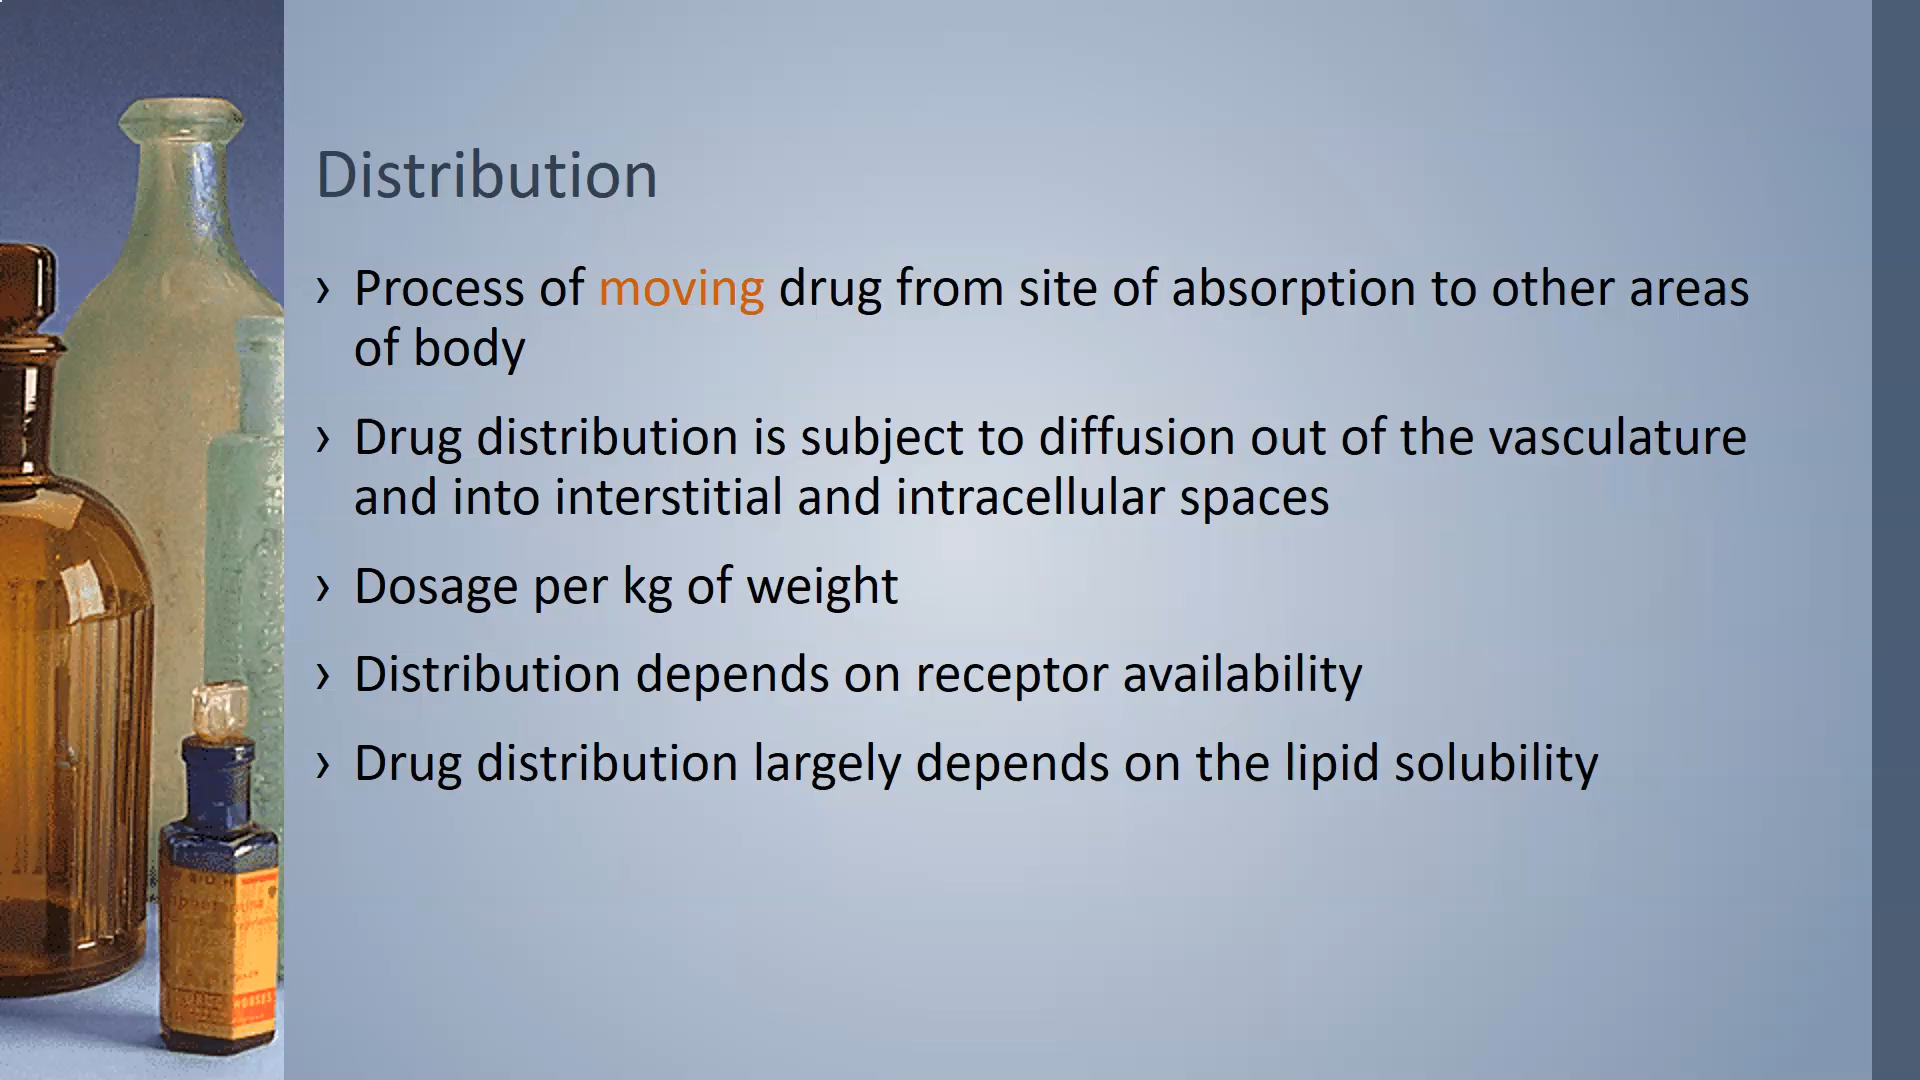 Distribution
› Process of moving drug from site of absorption to other areas
of body
› Drug distribution is subject to diffusion out of the vasculature
and into interstitial and intracellular spaces
› Dosage per kg of weight
› Distribution depends on receptor availability
› Drug distribution largely depends on the lipid solubility